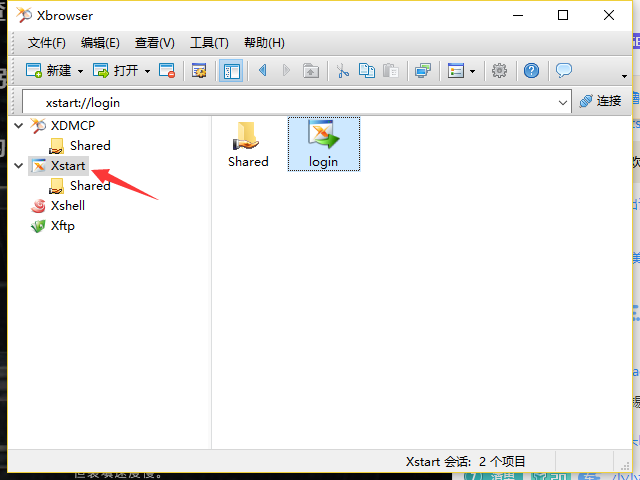 Xbrowser
文件(F) 编辑(E) 查看(V) 工具(T) 帮助(H)
新建 打开
xstart://login 连接
XDMCP
Shared
Xstart
Shared
Xshell
Xftp
Shared
login
Xstart 会话: 2 个项目